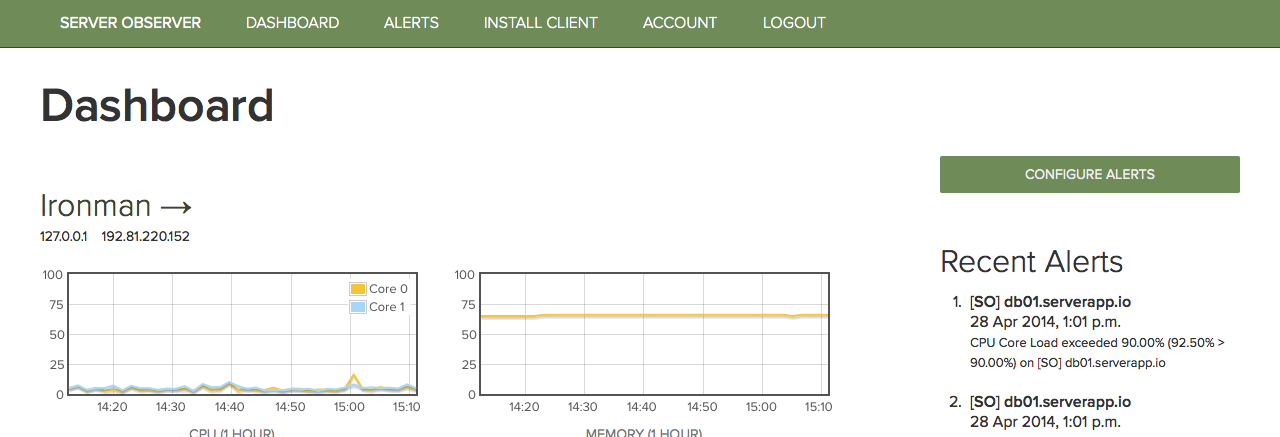 SERVER OBSERVER DASHBOARD ALERTS INSTALL CLIENT ACCOUNT LOGOUT
Dashboard
CONFIGURE ALERTS
Ironman →
127.0.0.1 192.81.220.152
100
75
50
25
0
Core 0
Core 1
14:20 14:30 14:40 14:50 15:00 15:10
CPU (1 HOUR)
100
75
50
25
0
14:20 14:30 14:40 14:50 15:00 15:10
MEMORY (1 HOUR)
Recent Alerts
1. [SO] db01.serverapp.io
28 Apr 2014, 1:01 p.m.
CPU Core Load exceeded 90.00% (92.50% >
90.00%) on [SO] db01.serverapp.io
2. [SO] db01.serverapp.io
28 Apr 2014, 1:01 p.m.